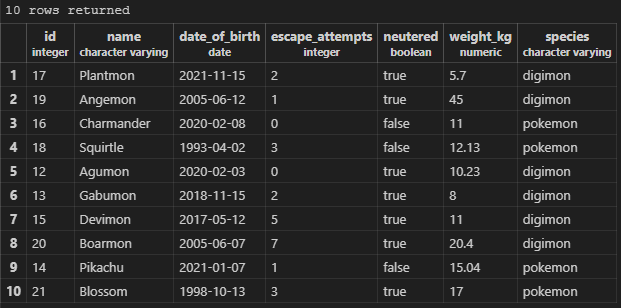 10 rows returned
id name date_of_birth escape_attempts neutered weight_kg species
integer character varying date integer boolean numeric character varying
1 17 Plantmon 2021-11-15 2 true 5.7 digimon
2 19 Angemon 2005-06-12 1 true 45 digimon
3 16 Charmander 2020-02-08 0 false 11 pokemon
4 18 Squirtle 1993-04-02 3 false 12.13 pokemon
5 12 Agumon 2020-02-03 0 true 10.23 digimon
6 13 Gabumon 2018-11-15 2 true 8 digimon
7 15 Devimon 2017-05-12 5 true 11 digimon
8 20 Boarmon 2005-06-07 7 true 20.4 digimon
9 14 Pikachu 2021-01-07 1 false 15.04 pokemon
10 21 Blossom 1998-10-13 3 true 17 pokemon